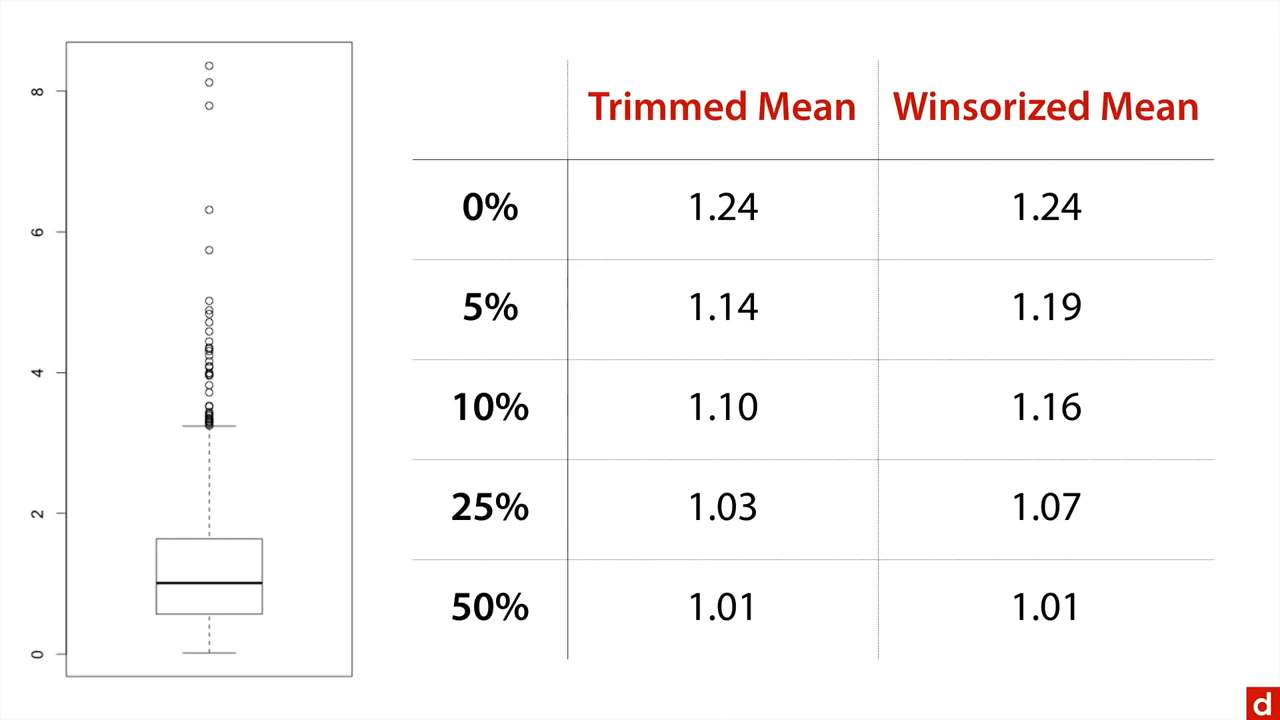 8
6
4
2
0
Trimmed Mean Winsorized Mean
0% 1.24 1.24
5% 1.14 1.19
10% 1.10 1.16
25% 1.03 1.07
50% 1.01 1.01
d